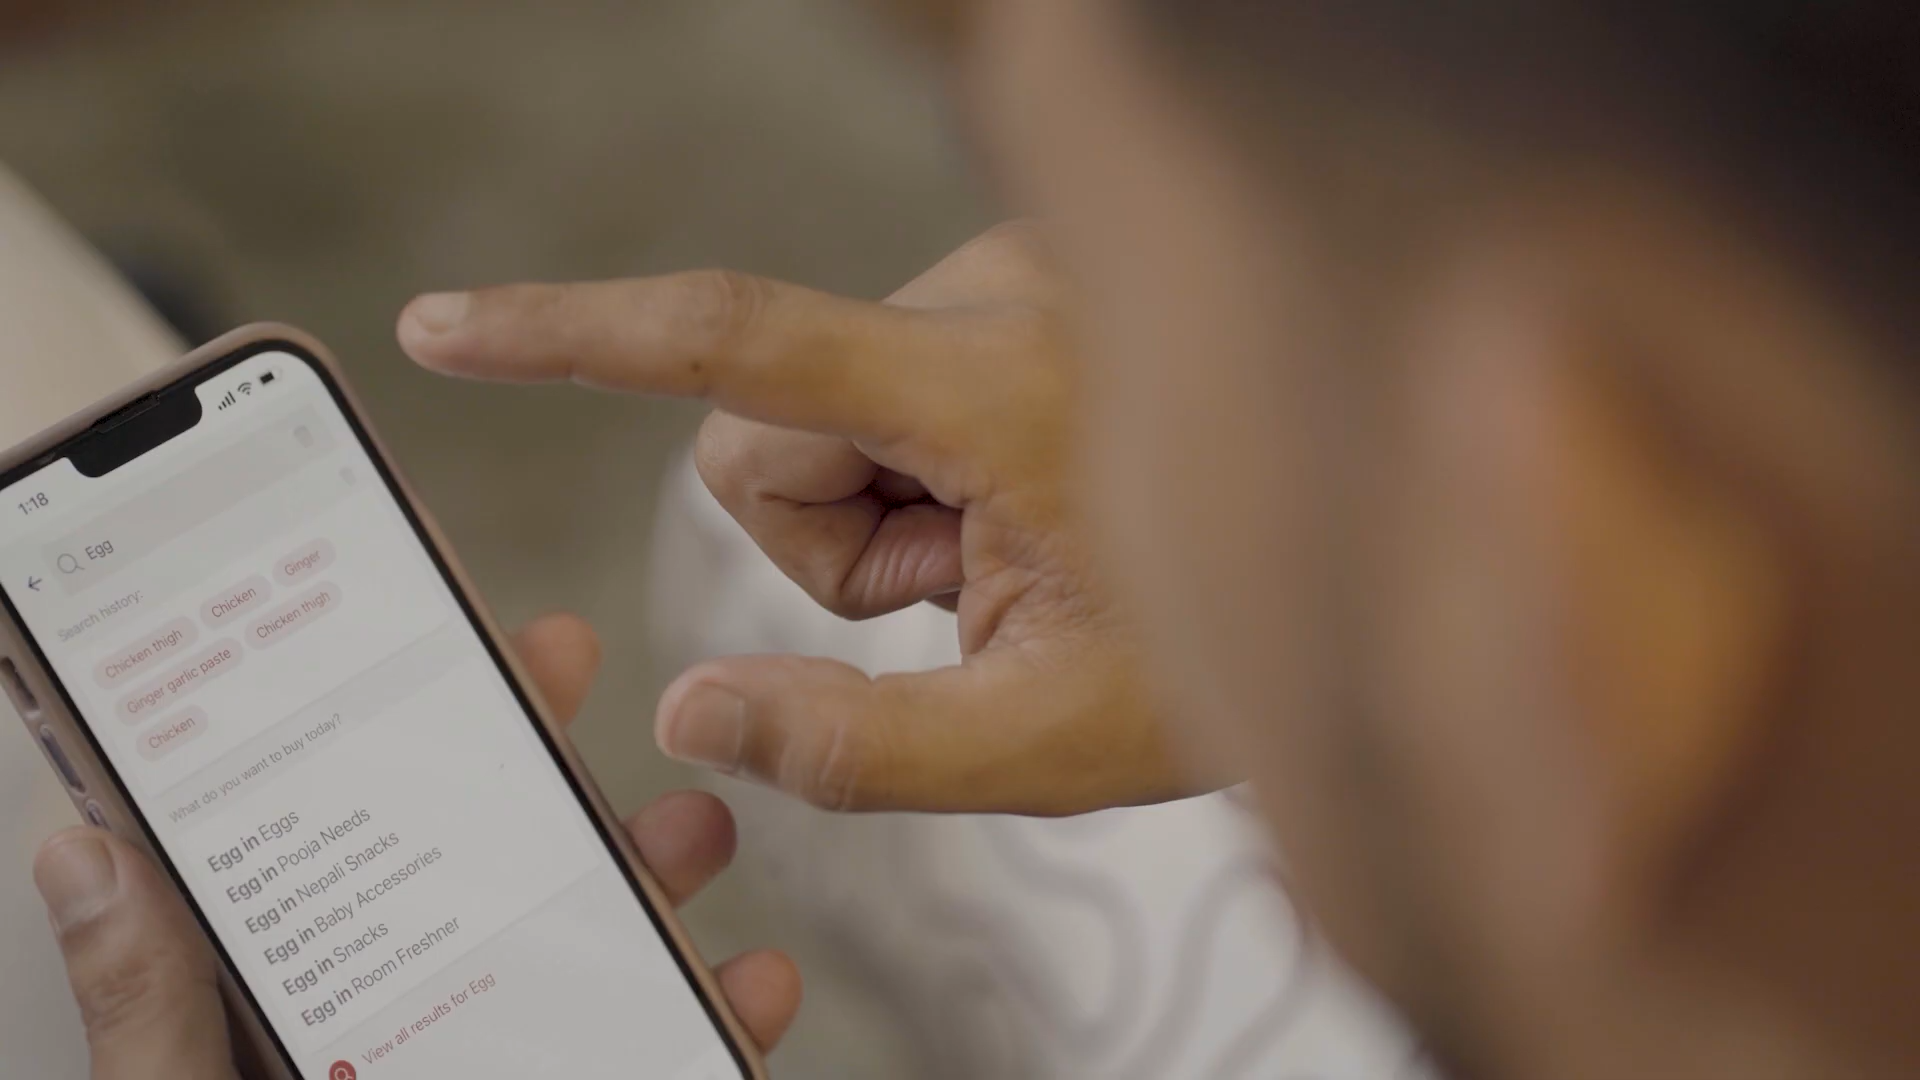 1:18
Egg
Search history:
Chicken thigh Chicken Ginger
Ginger garlic paste Chicken thigh
Chicken
What do you want to buy today?
Egg in Eggs
Egg in Pooja Needs
Egg in Nepali Snacks
Egg in Baby Accessories
Egg in Snacks
Egg in Room Freshner
View all results for Egg